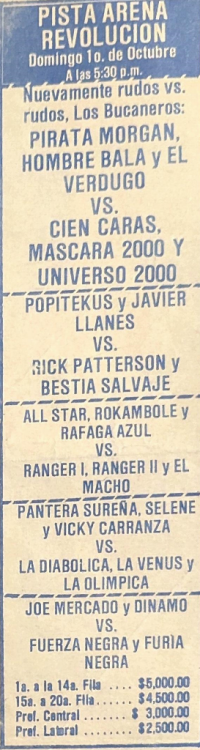 PISTA ARENA
REVOLUCION
Domingo 1o. de Octubre
A las 5:30 p.m.
Nuevamente rudos vs.
rudos, Los Bucaneros:
PIRATA MORGAN,
HOMBRE BALA y EL
VERDUGO
VS.
CIEN CARAS,
MASCARA 2000 Y
UNIVERSO 2000
POPITEKUS y JAVIER
LLANES
VS.
RICK PATTERSON y
BESTIA SALVAJE
ALL STAR, ROKAMBOLE y
RAFAGA AZUL
VS.
RANGER I, RANGER II y EL
MACHO
PANTERA SUREÑA, SELENE
y VICKY CARRANZA
VS.
LA DIABOLICA, LA VENUS y
LA OLIMPICA
JOE MERCADO y DINAMO
VS.
FUERZA NEGRA y FURIA
NEGRA
1a. a la 14a. Fila .... $5,000.00
15a. a 20a. Fila ...... $4,500.00
Pref. Central ........ $ 3,000.00
Pref. Lateral ........ $2,500.00